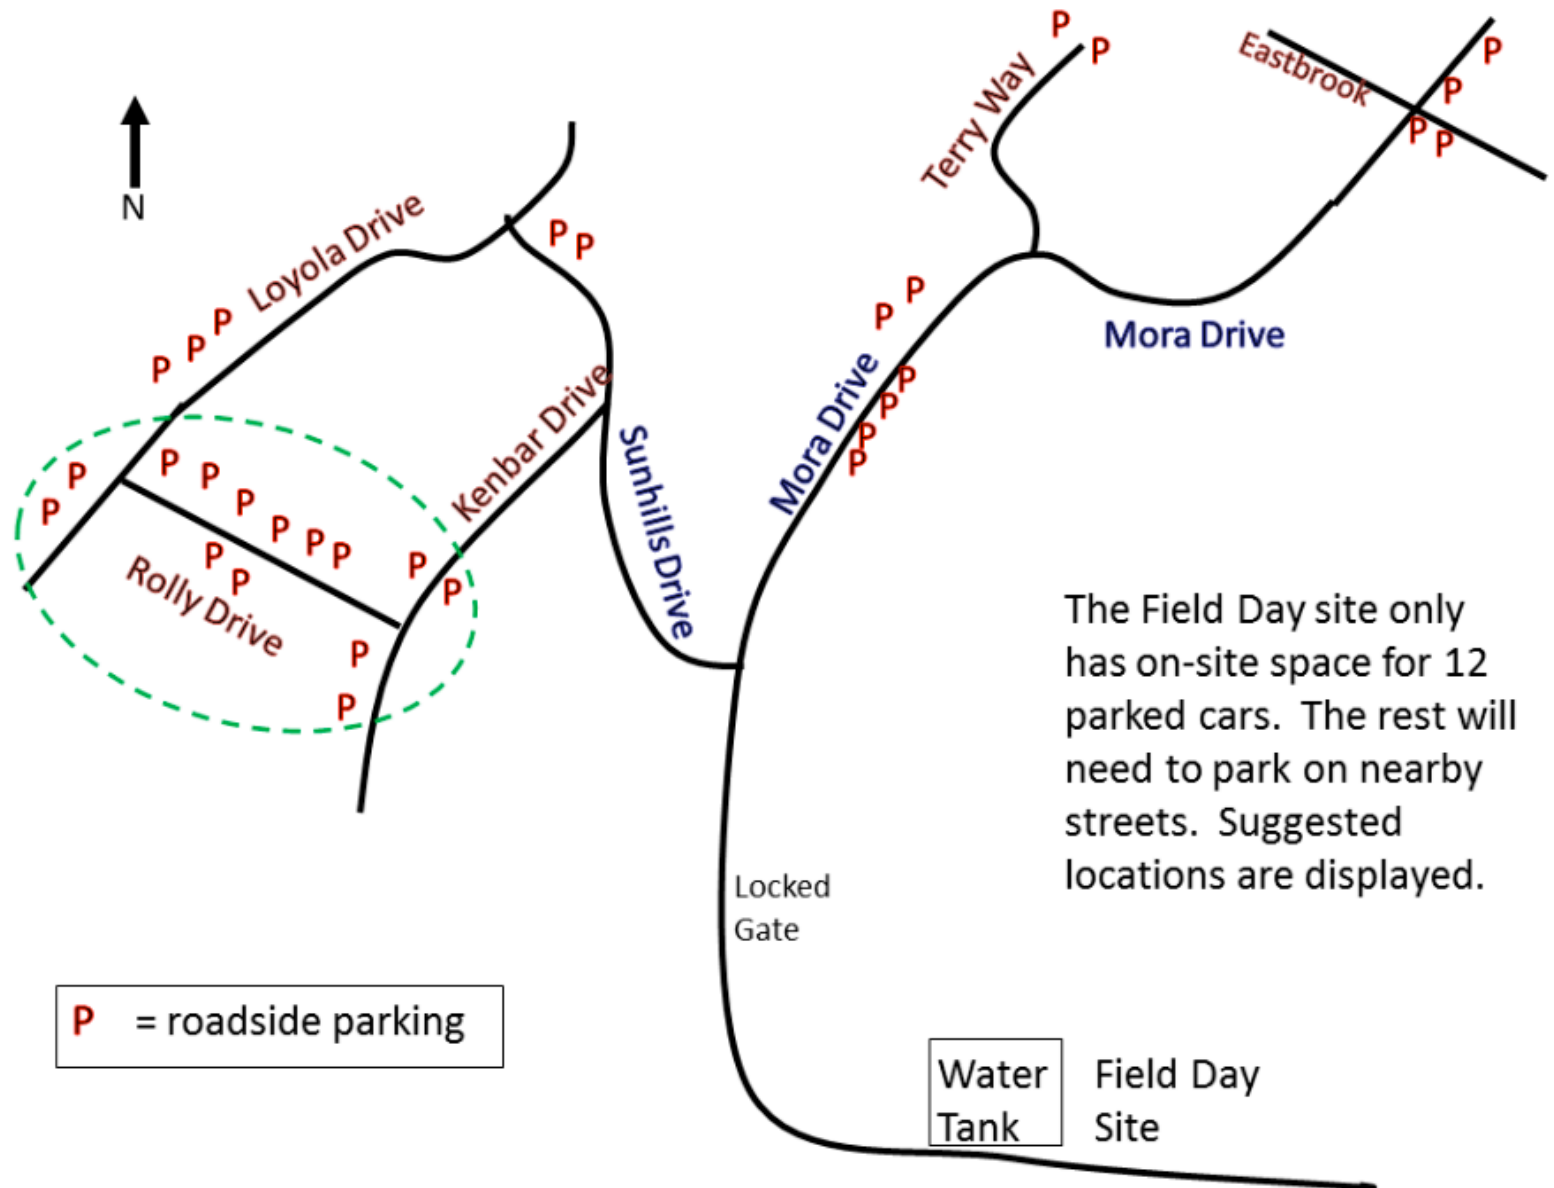 P
P
Terry Way
Eastbrook
P
P
P
P
N
Loyola Drive
P
P
P
P
P
P
P
Mora Drive
Mora Drive
P
P
P
P
P
P
P
Kenbar Drive
Sunhills Drive
P
P
P
P
P
P
P
P
P
P
Rolly Drive
P
P
P
P
The Field Day site only
has on-site space for 12
parked cars. The rest will
need to park on nearby
streets. Suggested
locations are displayed.
Locked
Gate
P = roadside parking
Water
Tank
Field Day
Site